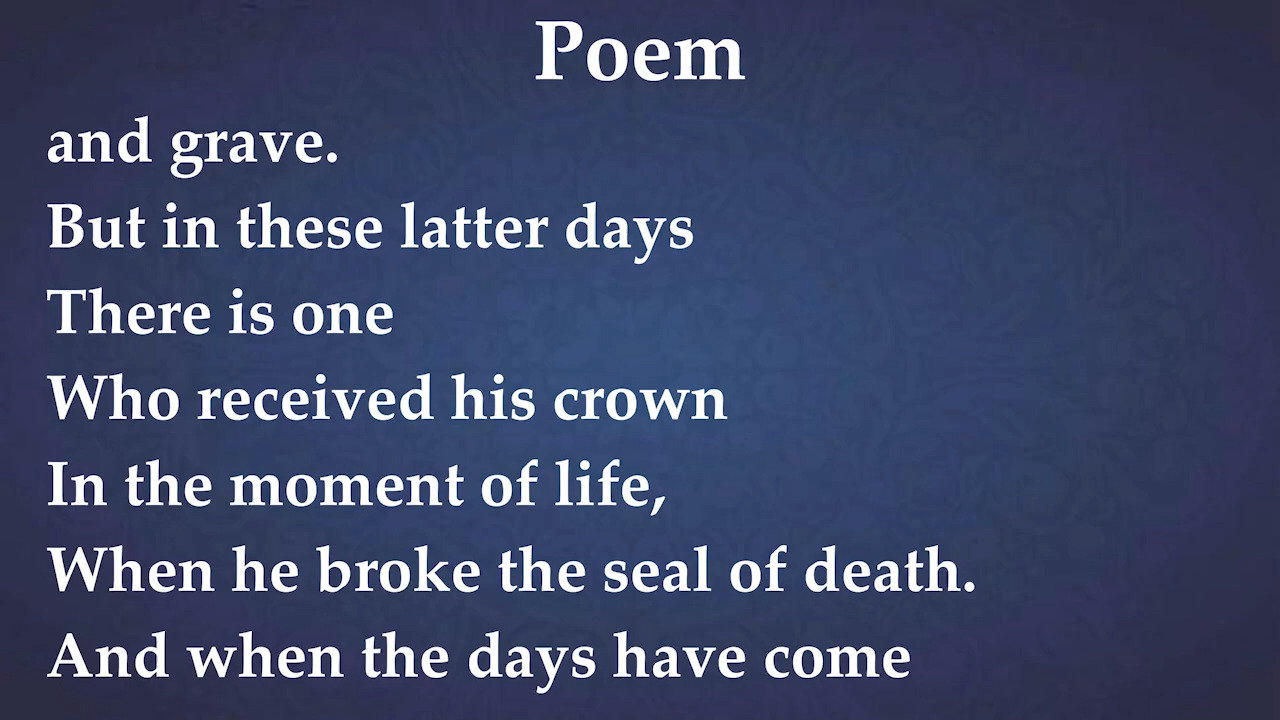 Poem
and grave.
But in these latter days
There is one
Who received his crown
In the moment of life,
When he broke the seal of death.
And when the days have come